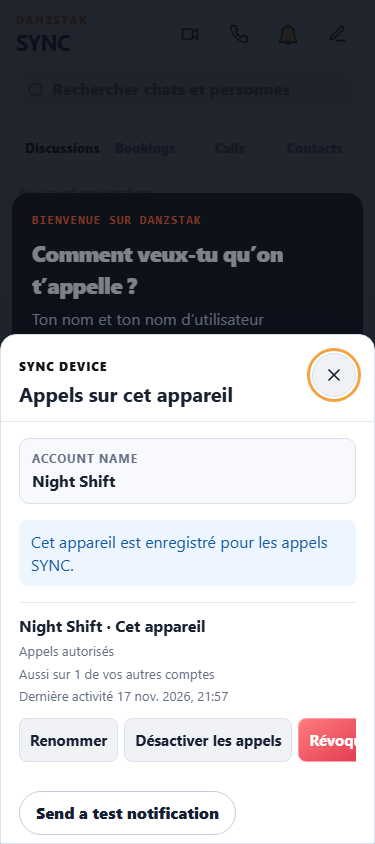 DANZSTAK
SYNC
Rechercher chats et personnes
Discussions Bookings Calls Contacts
BIENVENUE SUR DANZSTAK
Comment veux-tu qu’on
t’appelle ?
Ton nom et ton nom d’utilisateur
SYNC DEVICE
Appels sur cet appareil
ACCOUNT NAME
Night Shift
Cet appareil est enregistré pour les appels
SYNC.
Night Shift · Cet appareil
Appels autorisés
Aussi sur 1 de vos autres comptes
Dernière activité 17 nov. 2026, 21:57
Renommer Désactiver les appels Révoq
Send a test notification